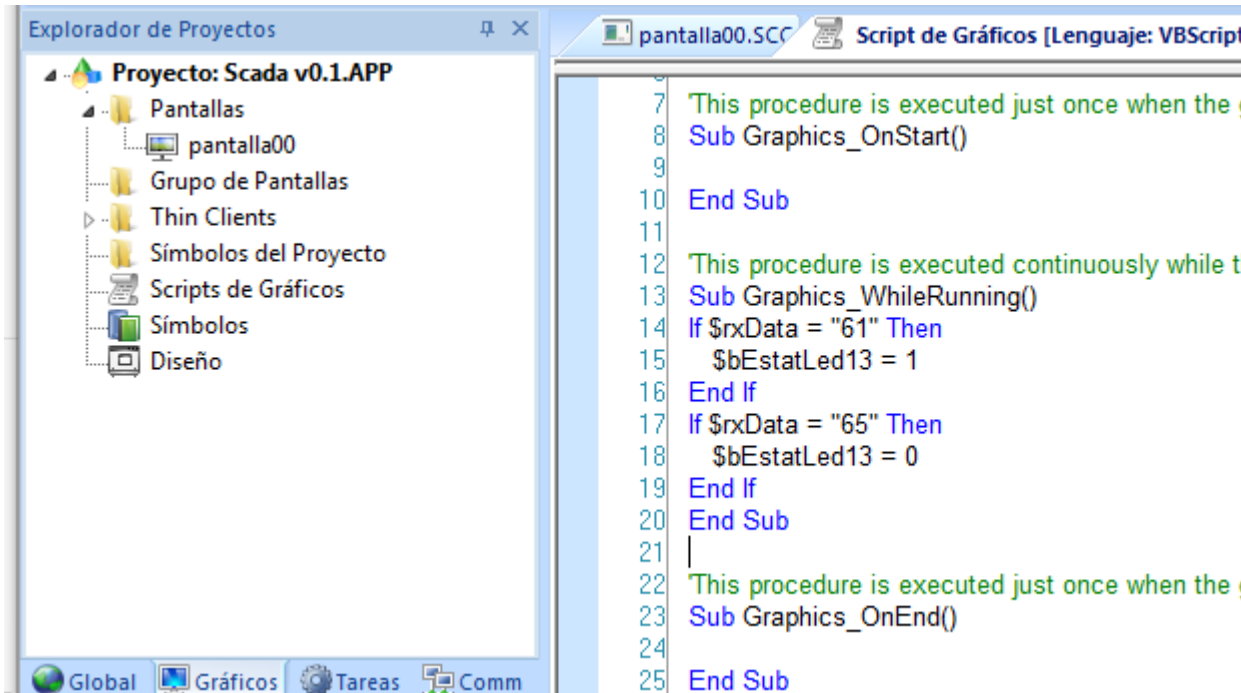 Explorador de Proyectos
Proyecto: Scada v0.1.APP
Pantallas
pantalla00
Grupo de Pantallas
Thin Clients
Símbolos del Proyecto
Scripts de Gráficos
Símbolos
Diseño
Global Gráficos Tareas Comm
pantalla00.SCC Script de Gráficos [Lenguaje: VBScript
7 'This procedure is executed just once when the
8 Sub Graphics_OnStart()
9
10 End Sub
11
12 'This procedure is executed continuously while t
13 Sub Graphics_WhileRunning()
14 If $rxData = "61" Then
15 $bEstatLed13 = 1
16 End If
17 If $rxData = "65" Then
18 $bEstatLed13 = 0
19 End If
20 End Sub
21
22 'This procedure is executed just once when the
23 Sub Graphics_OnEnd()
24
25 End Sub